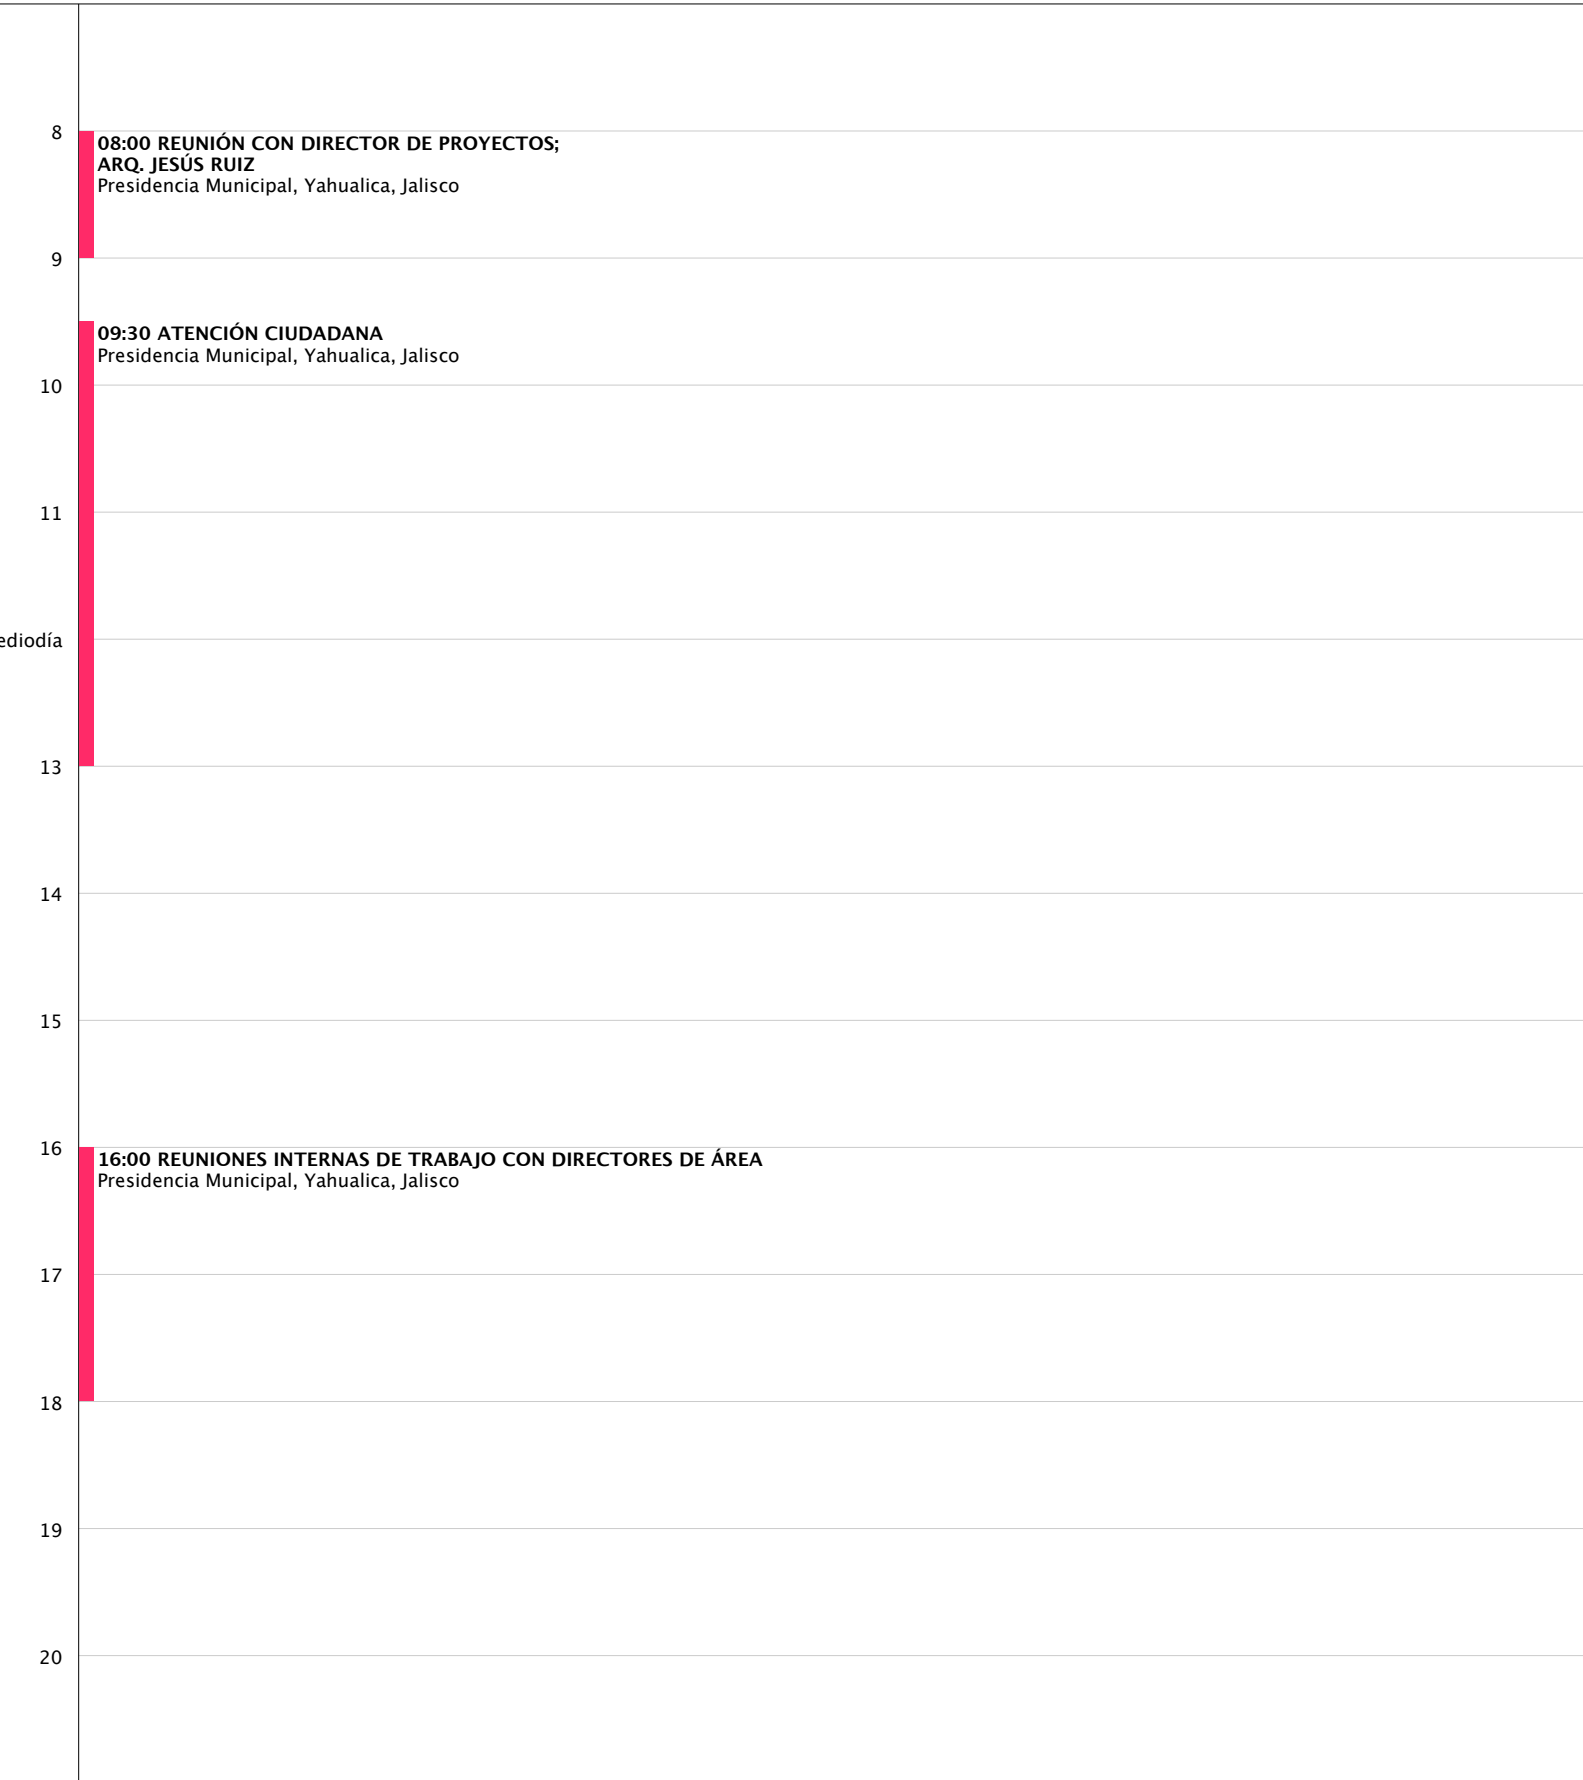 8
08:00 REUNIÓN CON DIRECTOR DE PROYECTOS;
ARQ. JESÚS RUIZ
Presidencia Municipal, Yahualica, Jalisco
9
09:30 ATENCIÓN CIUDADANA
Presidencia Municipal, Yahualica, Jalisco
10
11
ediodía
13
14
15
16
16:00 REUNIONES INTERNAS DE TRABAJO CON DIRECTORES DE ÁREA
Presidencia Municipal, Yahualica, Jalisco
17
18
19
20